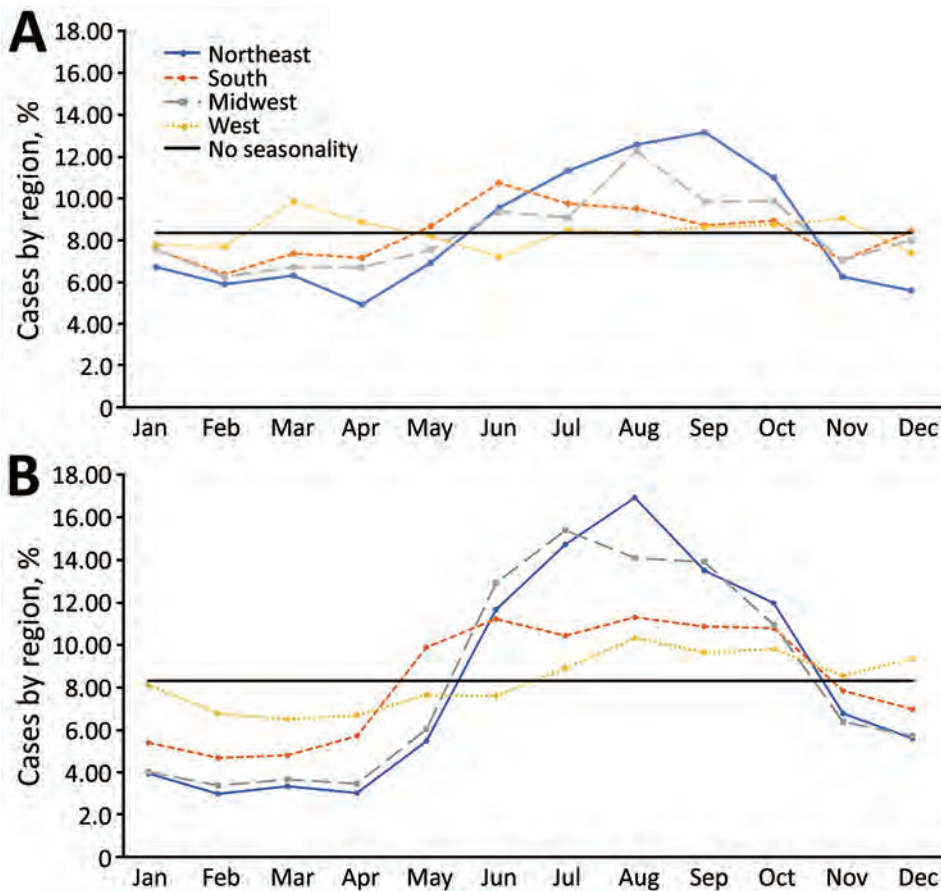 A
18.00
16.00
14.00
12.00
10.00
8.00
6.00
4.00
2.0
0
Cases by region, %
Northeast
South
Midwest
West
No seasonality
Jan Feb Mar Apr May Jun Jul Aug Sep Oct Nov Dec
B
18.00
16.00
14.00
12.00
10.00
8.00
6.00
4.00
2.0
0
Cases by region, %
Jan Feb Mar Apr May Jun Jul Aug Sep Oct Nov Dec